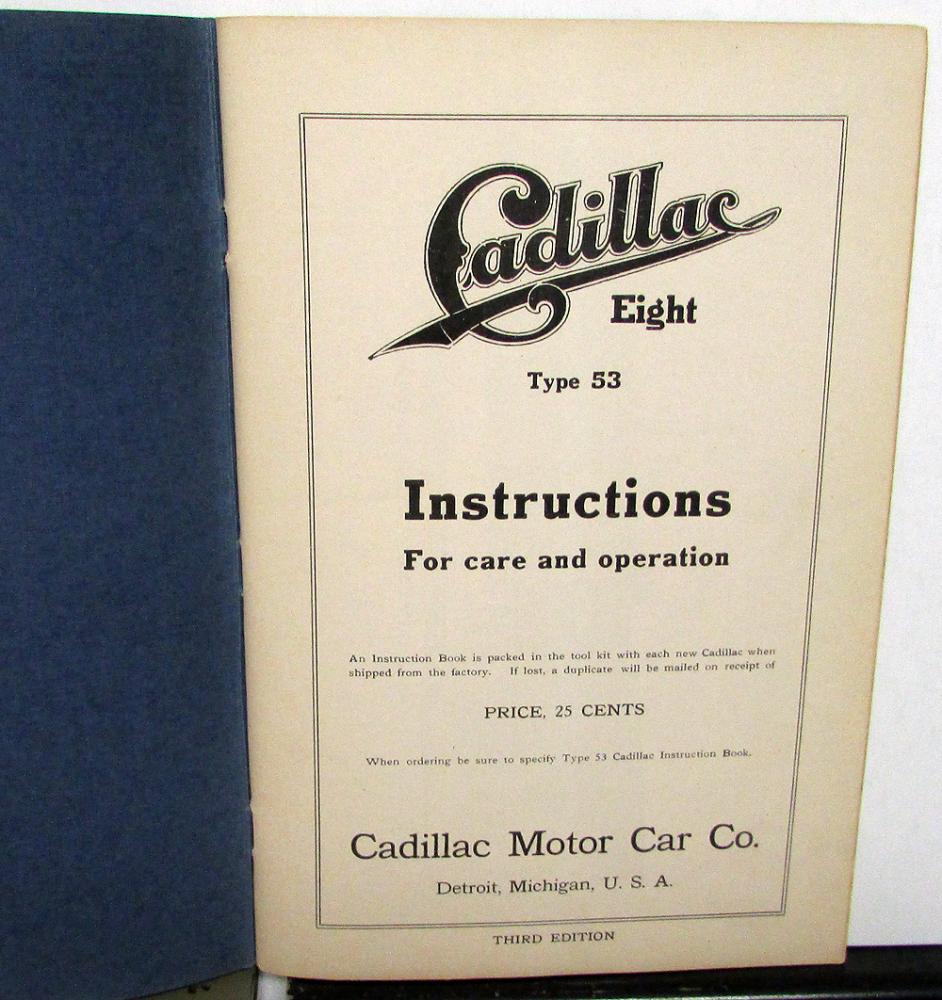 Cadillac
Eight
Type 53
Instructions
For care and operation
An Instruction Book is packed in the tool kit with each new Cadillac when
shipped from the factory. If lost, a duplicate will be mailed on receipt of
PRICE, 25 CENTS
When ordering be sure to specify Type 53 Cadillac Instruction Book.
Cadillac Motor Car Co.
Detroit, Michigan, U. S. A.
THIRD EDITION